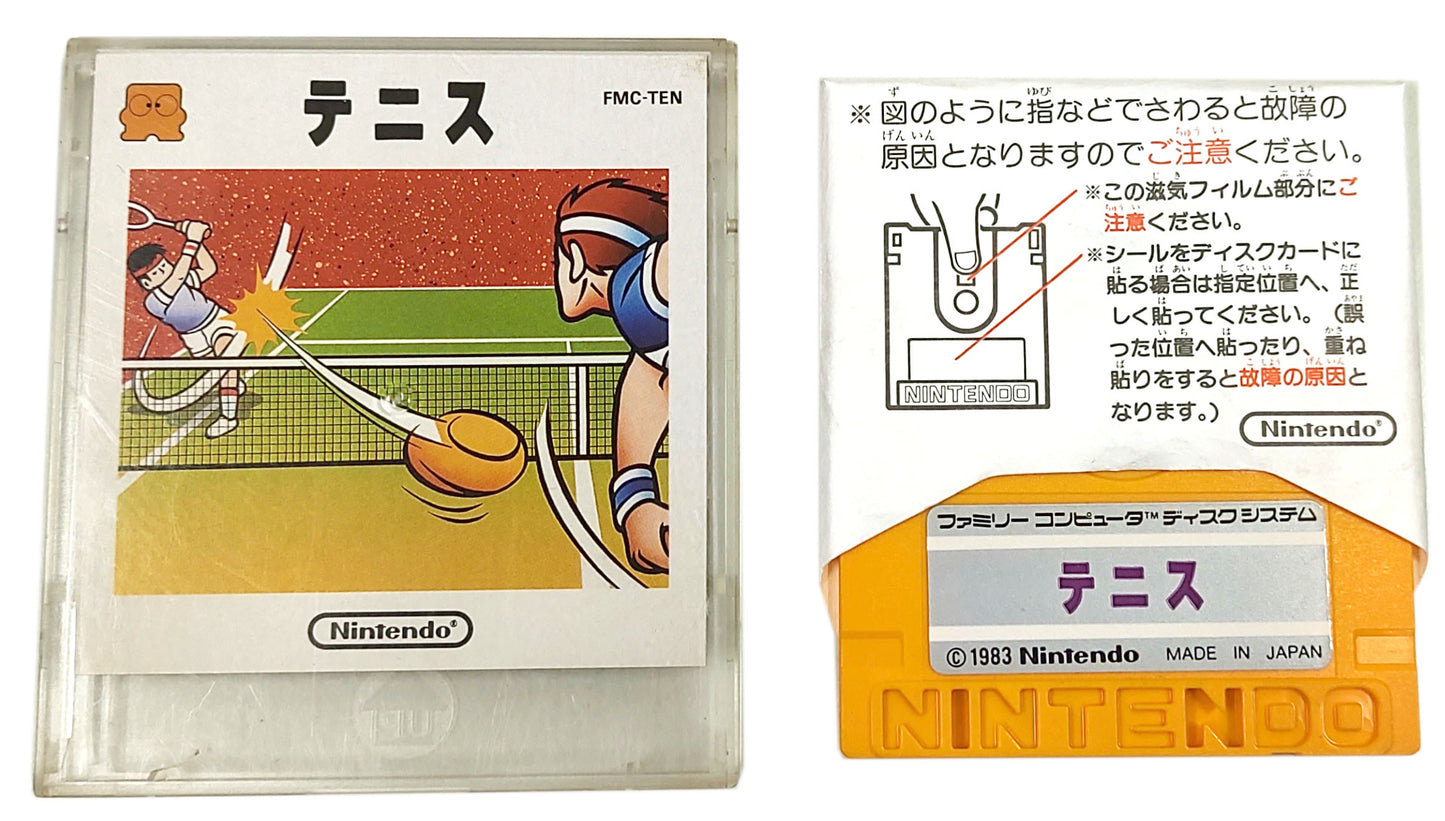 テニス
FMC-TEN
Nintendo®
※図のように指などでさわると故障の
原因となりますのでご注意ください。
※この滋気フィルム部分にご
注意ください。
※シールをディスクカードに
貼る場合は指定位置へ、正
しく貼ってください。(誤
った位置へ貼ったり、重ね
貼りをすると故障の原因と
なります。)
NINTENDO
Nintendo®
ファミリー コンピュータ™ ディスクシステム
テニス
©1983 Nintendo MADE IN JAPAN
NINTENDO